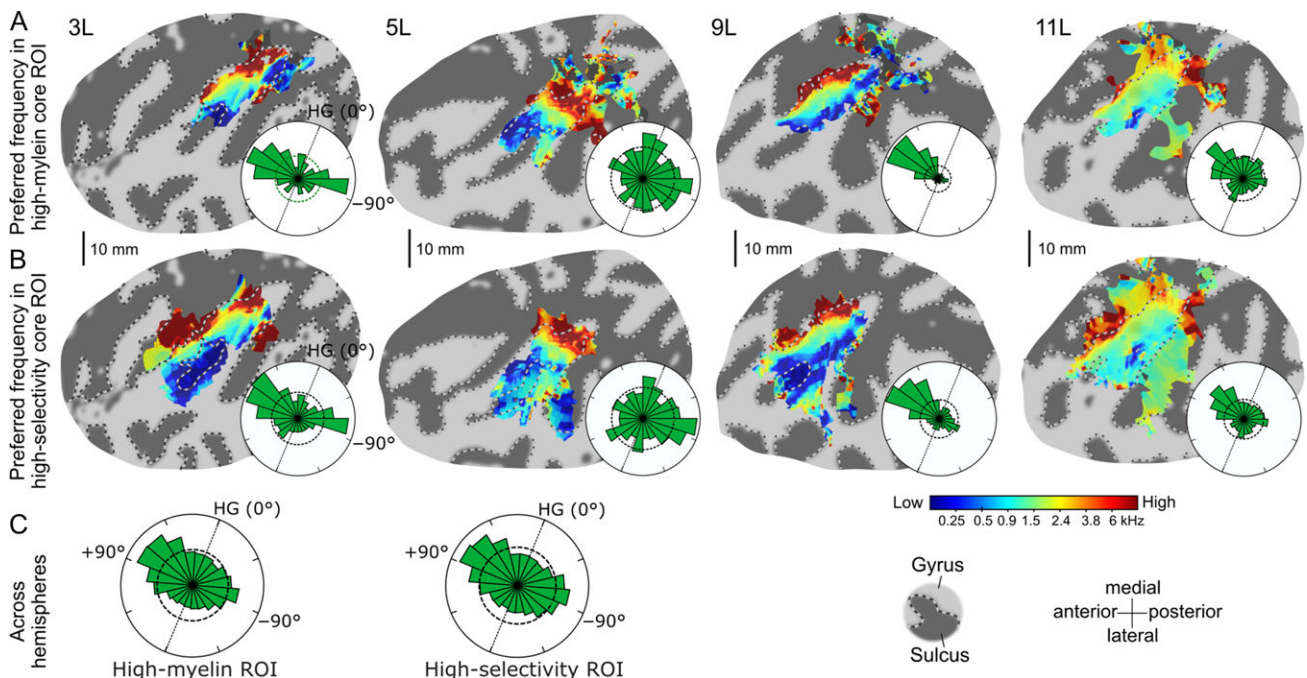 A
Preferred frequency in
high-mylein core ROI
3L
5L
9L
11L
HG (0°)
−90°
10 mm
10 mm
10 mm
10 mm
B
Preferred frequency in
high-selectivity core ROI
HG (0°)
−90°
C
Across
hemispheres
HG (0°)
+90°
−90°
High-myelin ROI
HG (0°)
+90°
−90°
High-selectivity ROI
Low
High
0.25 0.5 0.9 1.5 2.4 3.8 6 kHz
Gyrus
Sulcus
medial
anterior posterior
lateral